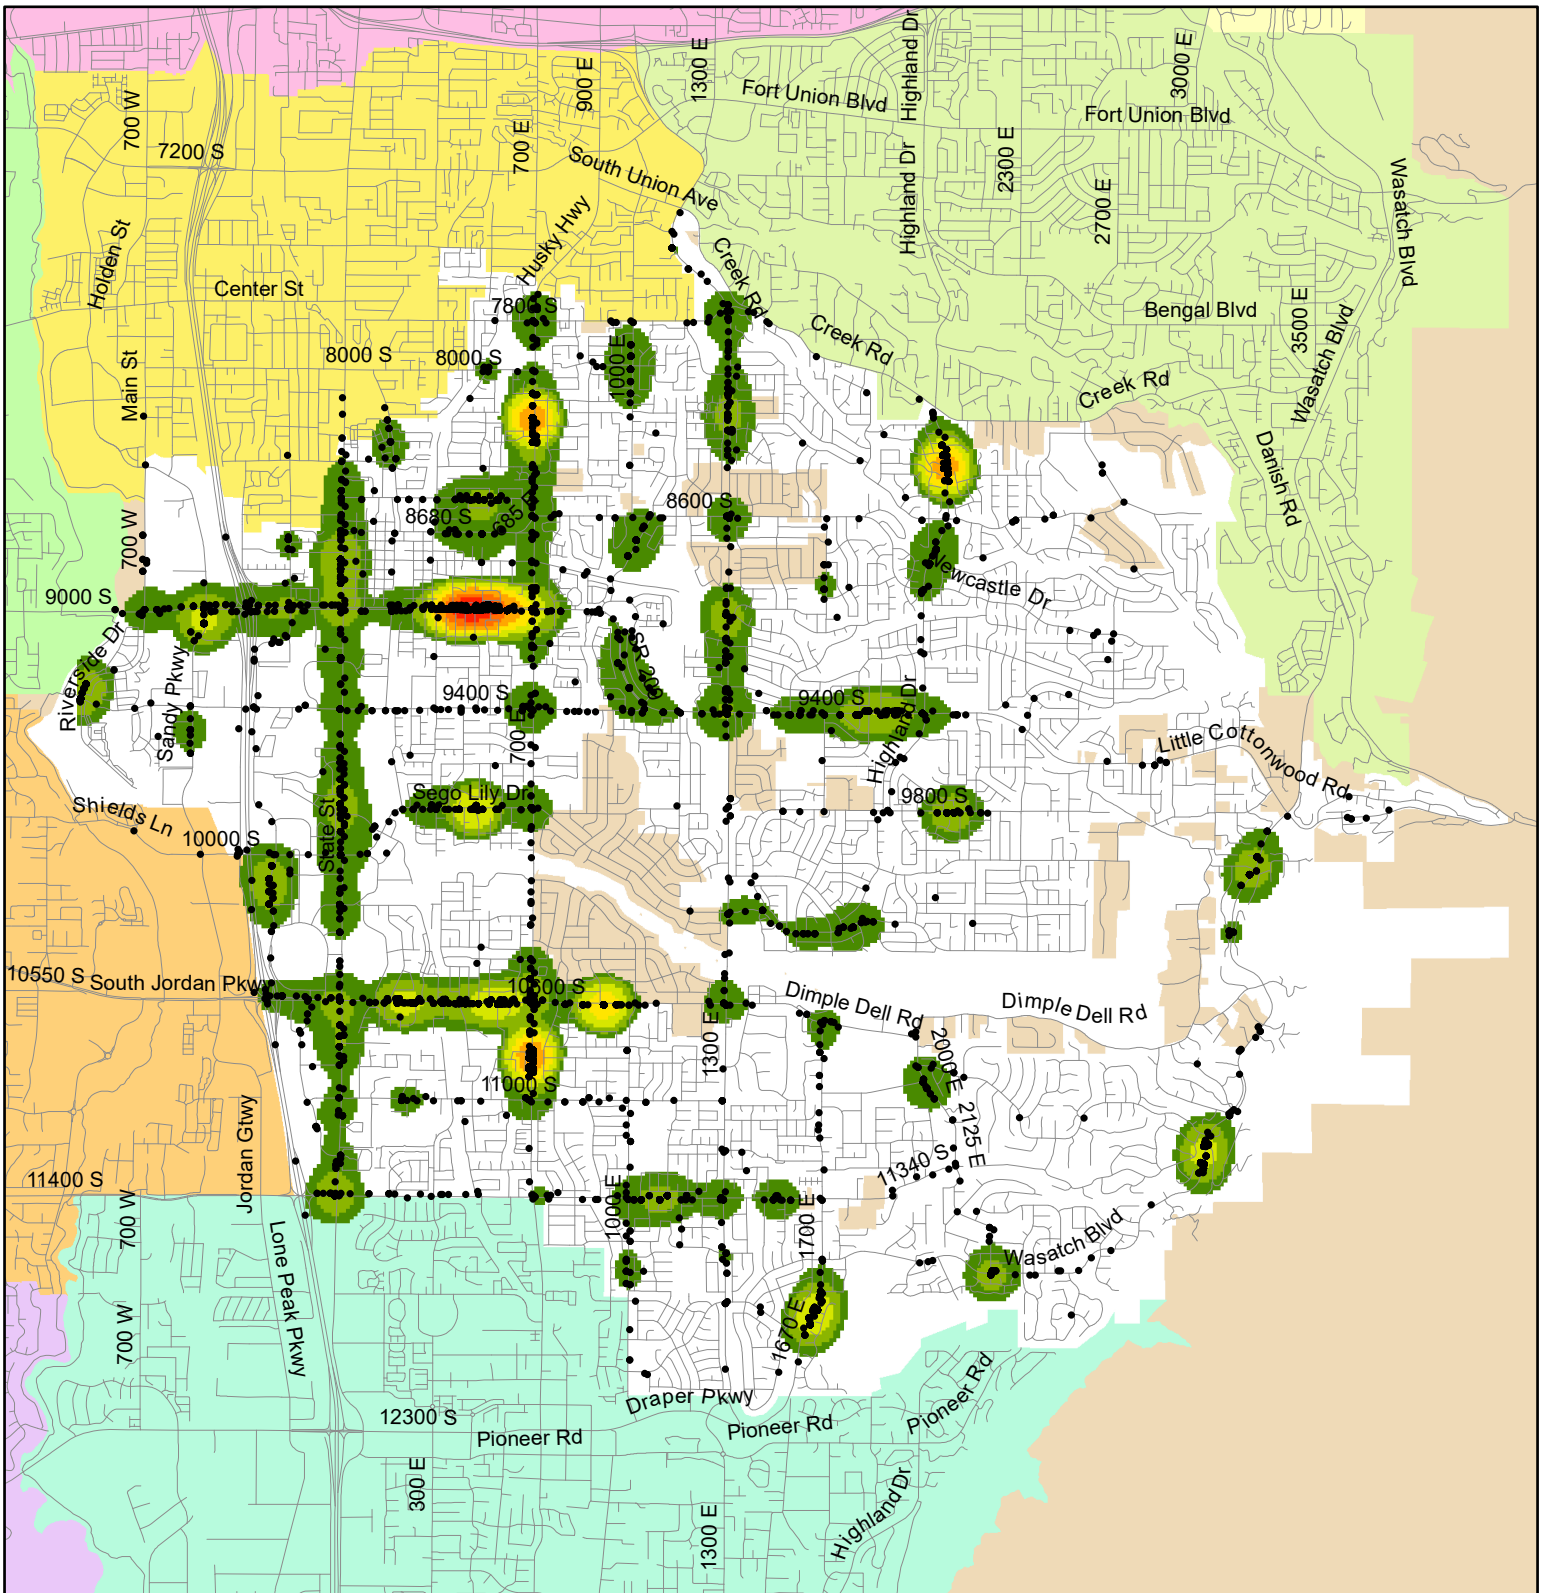 Highland Dr
1300 E
3000 E
900 E
Fort Union Blvd
Fort Union Blvd
700 W
700 E
2300 E
7200 S
South Union Ave
Highland Dr
2700 E
Wasatch Blvd
Holden St
Husky Hwy
Creek Rd
Center St
7800 S
Bengal Blvd
3500 E
Creek Rd
Wasatch Blvd
8000 S
8000 S
1000 E
Main St
Creek Rd
Danish Rd
8600 S
8680 S
685 E
700 W
Newcastle Dr
9000 S
Riverside Dr
SR 209
Sandy Pkwy
9400 S
9400 S
700 E
Highland Dr
Little Cottonwood Rd
Sego Lily Dr
9800 S
Shields Ln
State St
10000 S
10550 S
South Jordan Pkwy
10600 S
Dimple Dell Rd
Dimple Dell Rd
1300 E
2000 E
11000 S
Jordan Gtwy
2125 E
11340 S
11400 S
700 W
1000 E
1700 E
Wasatch Blvd
Lone Peak Pkwy
700 W
1670 E
Draper Pkwy
Pioneer Rd
12300 S
Pioneer Rd
Pioneer Rd
300 E
1300 E
Highland Dr